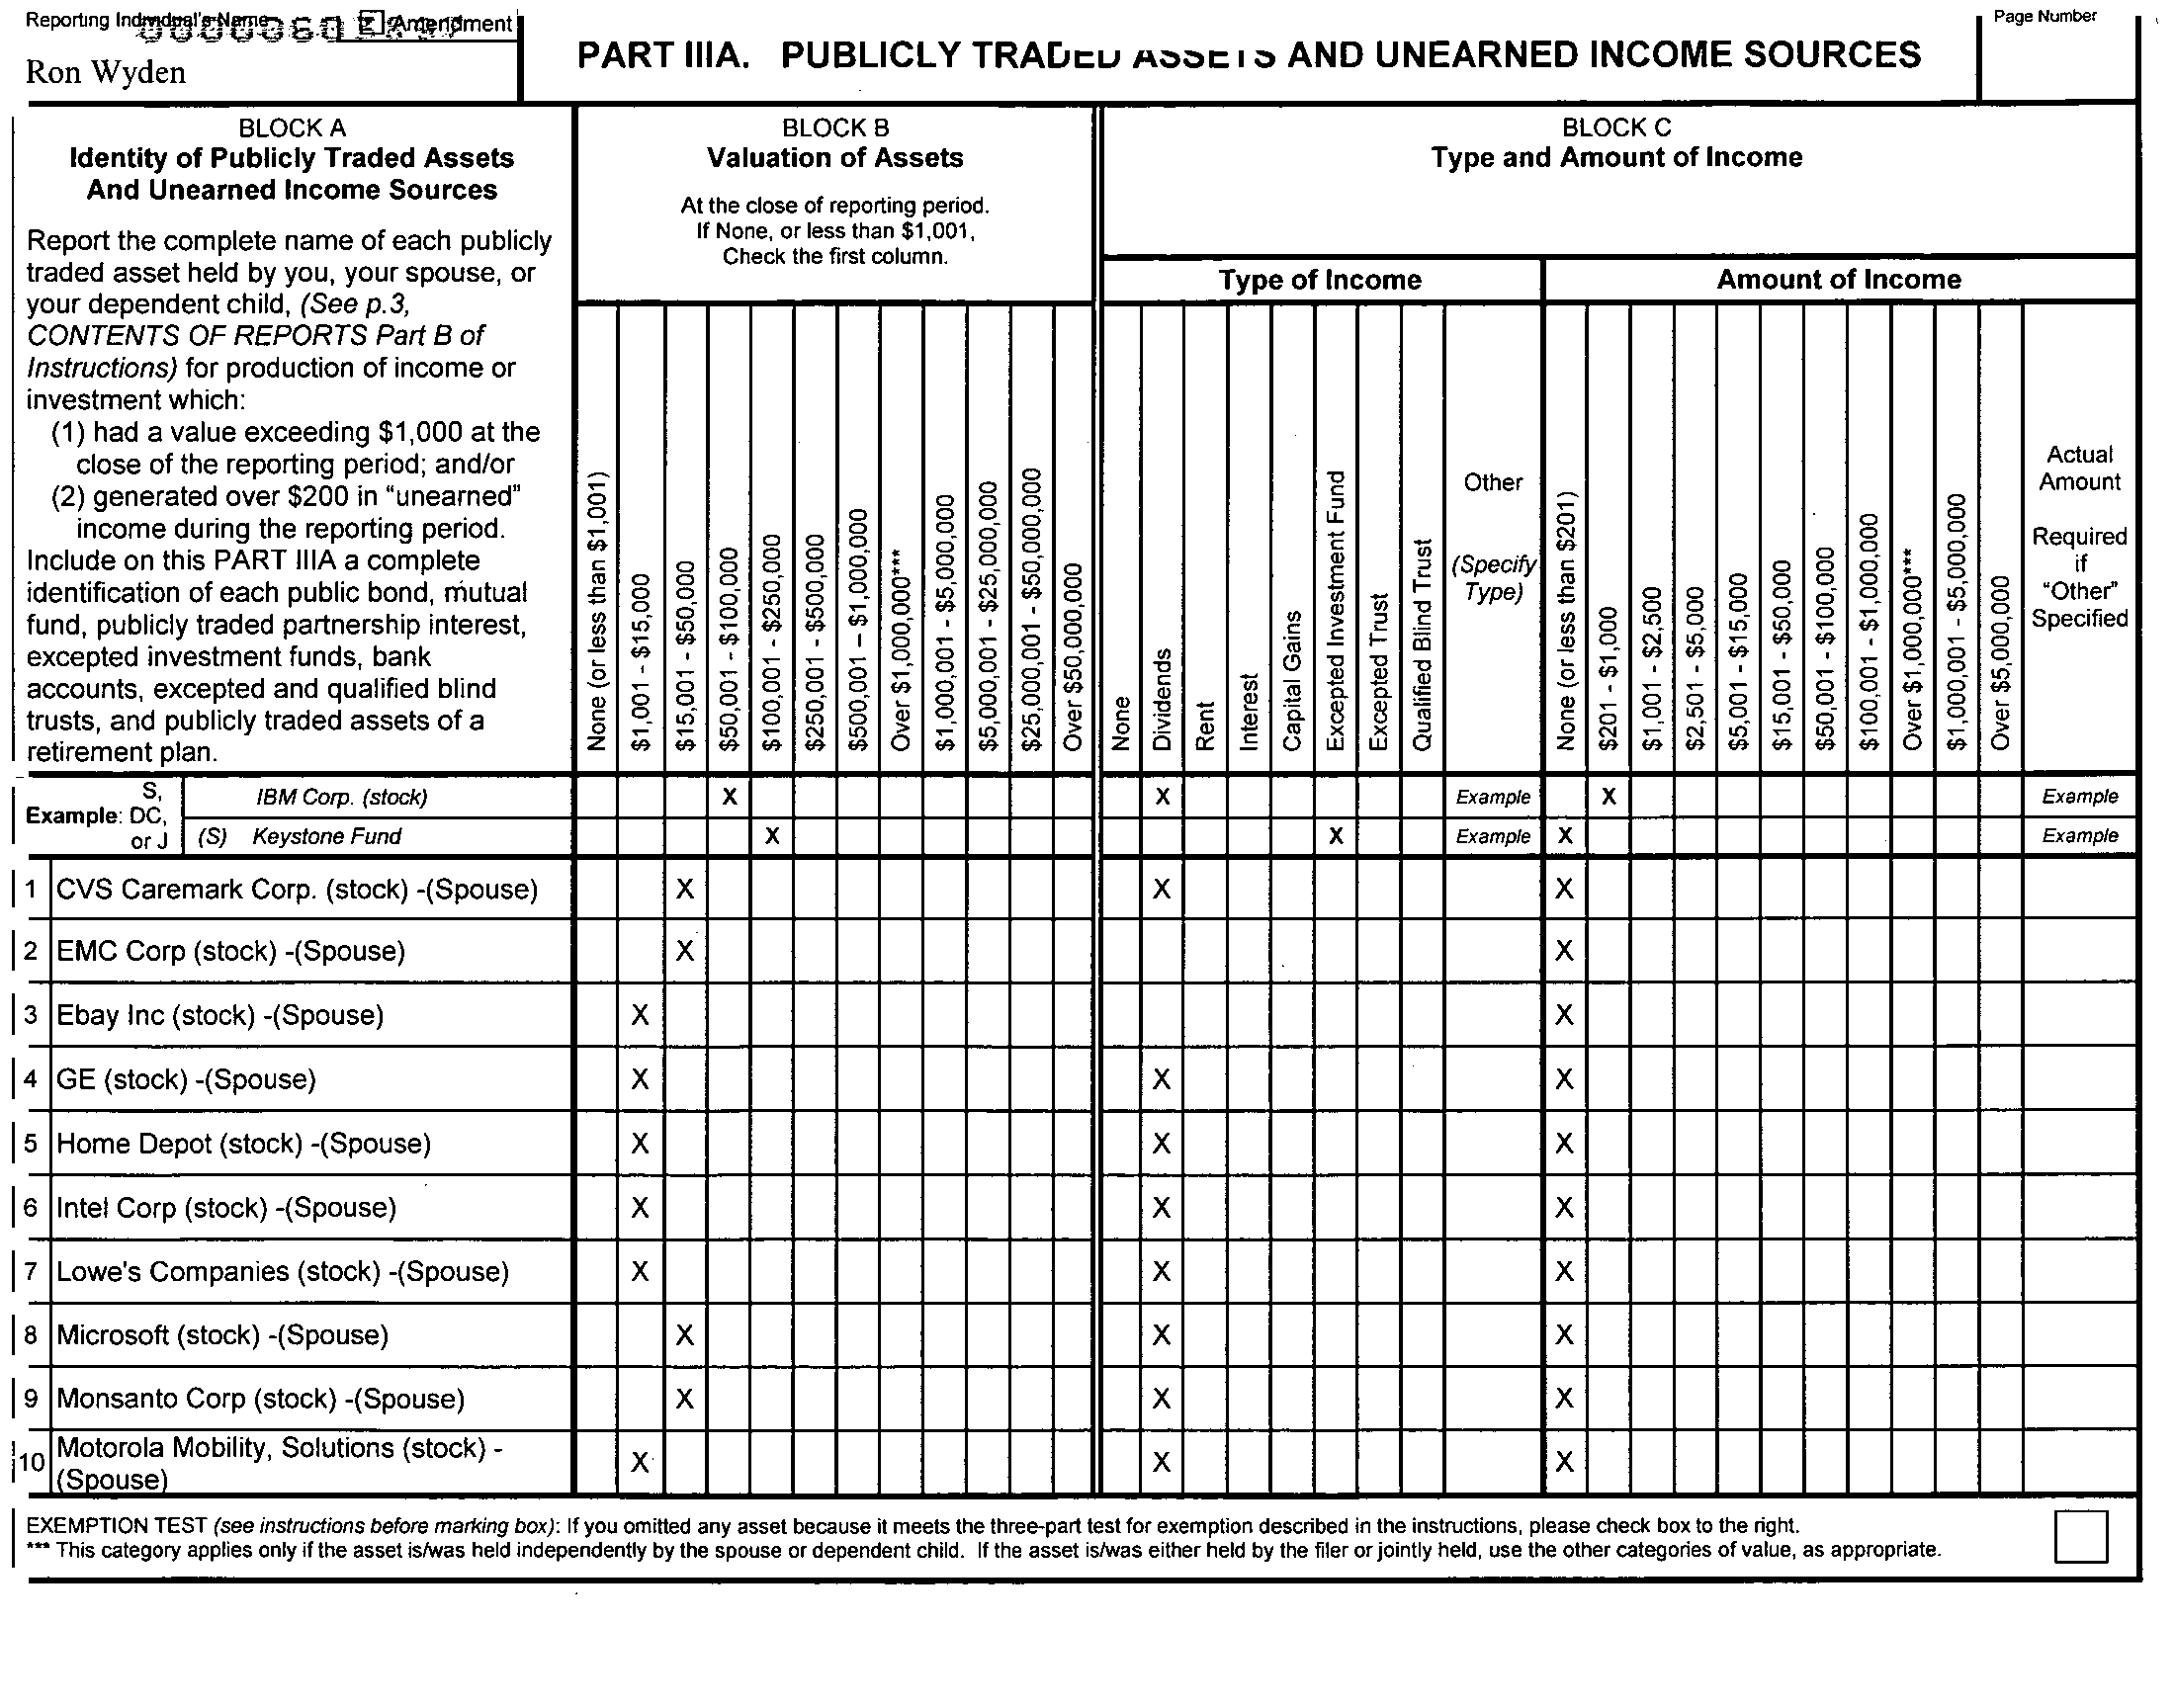 Reporting Individual's Name
Amendment
Ron Wyden
PART IIIA. PUBLICLY TRADED ASSETS AND UNEARNED INCOME SOURCES
Page Number
BLOCK A
Identity of Publicly Traded Assets
And Unearned Income Sources
Report the complete name of each publicly
traded asset held by you, your spouse, or
your dependent child, (See p.3,
CONTENTS OF REPORTS Part B of
Instructions) for production of income or
investment which:
(1) had a value exceeding $1,000 at the
close of the reporting period; and/or
(2) generated over $200 in “unearned”
income during the reporting period.
Include on this PART IIIA a complete
identification of each public bond, mutual
fund, publicly traded partnership interest,
excepted investment funds, bank
accounts, excepted and qualified blind
trusts, and publicly traded assets of a
retirement plan.
BLOCK B
Valuation of Assets
At the close of reporting period.
If None, or less than $1,001,
Check the first column.
None (or less than $1,001)
$1,001 - $15,000
$15,001 - $50,000
$50,001 - $100,000
$100,001 - $250,000
$250,001 - $500,000
$500,001 – $1,000,000
Over $1,000,000***
$1,000,001 - $5,000,000
$5,000,001 - $25,000,000
$25,000,001 - $50,000,000
Over $50,000,000
BLOCK C
Type and Amount of Income
Type of Income
None
Dividends
Rent
Interest
Capital Gains
Excepted Investment Fund
Excepted Trust
Qualified Blind Trust
Other
(Specify
Type)
Amount of Income
None (or less than $201)
$201 - $1,000
$1,001 - $2,500
$2,501 - $5,000
$5,001 - $15,000
$15,001 - $50,000
$50,001 - $100,000
$100,001 - $1,000,000
Over $1,000,000***
$1,000,001 - $5,000,000
Over $5,000,000
Actual
Amount
Required
if
“Other”
Specified
Example: S, DC, or J
IBM Corp. (stock) X X Example X Example
(S) Keystone Fund X X Example X Example
1 CVS Caremark Corp. (stock) -(Spouse) X X X
2 EMC Corp (stock) -(Spouse) X X
3 Ebay Inc (stock) -(Spouse) X X
4 GE (stock) -(Spouse) X X X
5 Home Depot (stock) -(Spouse) X X X
6 Intel Corp (stock) -(Spouse) X X X
7 Lowe's Companies (stock) -(Spouse) X X X
8 Microsoft (stock) -(Spouse) X X X
9 Monsanto Corp (stock) -(Spouse) X X X
10 Motorola Mobility, Solutions (stock) -
(Spouse) X X X
EXEMPTION TEST (see instructions before marking box): If you omitted any asset because it meets the three-part test for exemption described in the instructions, please check box to the right.
*** This category applies only if the asset is/was held independently by the spouse or dependent child. If the asset is/was either held by the filer or jointly held, use the other categories of value, as appropriate.